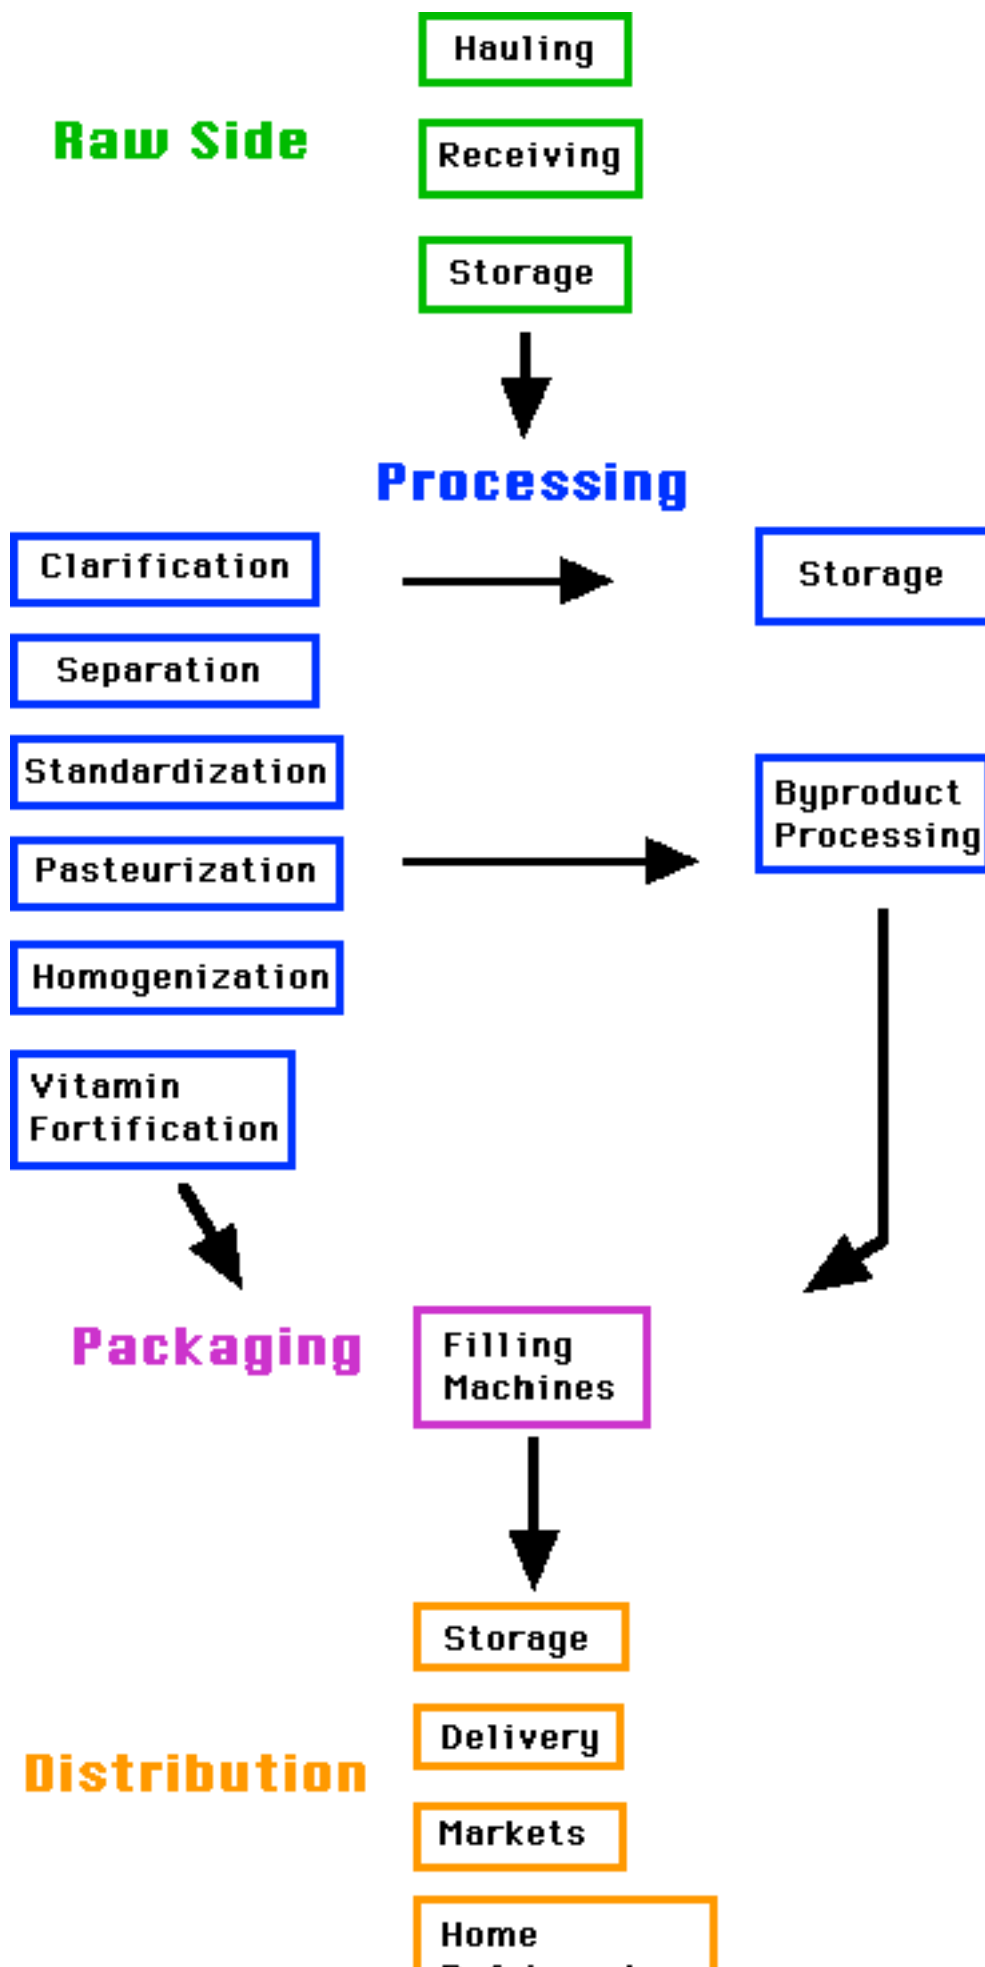 Hauling
Raw Side
Receiving
Storage
Processing
Clarification
Storage
Separation
Standardization
Byproduct
Processing
Pasteurization
Homogenization
Vitamin
Fortification
Packaging
Filling
Machines
Storage
Delivery
Distribution
Markets
Home